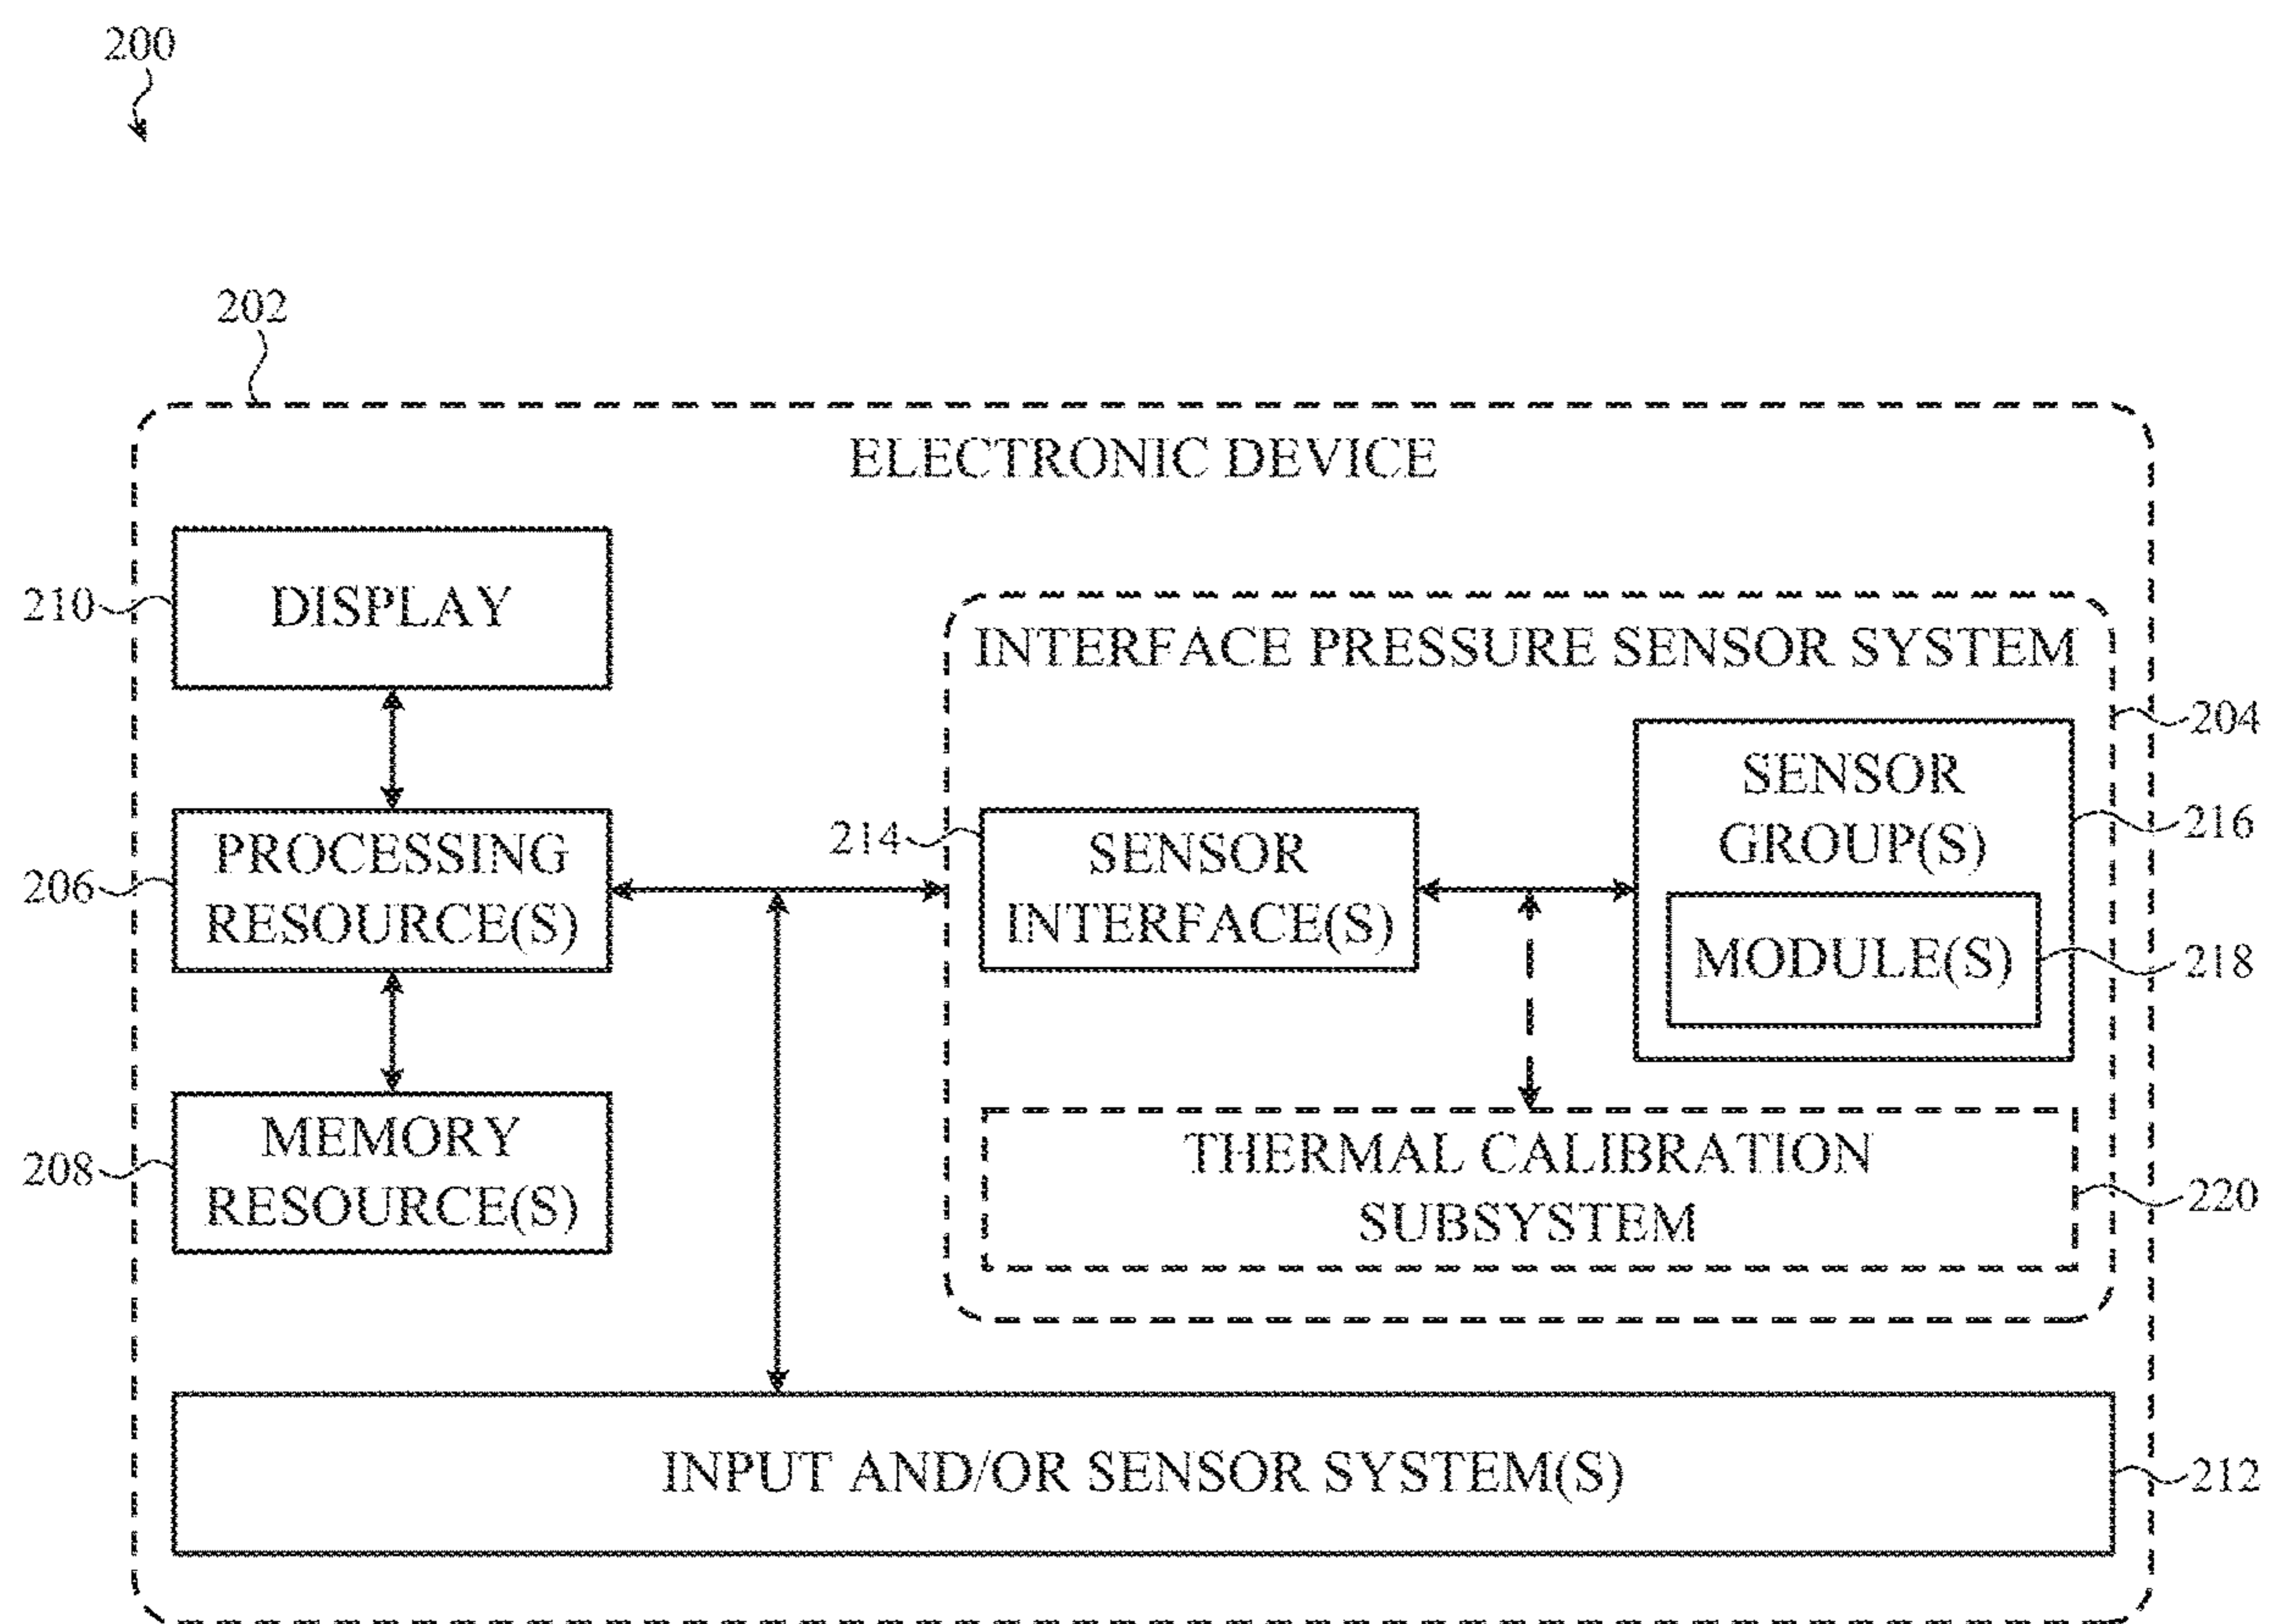 200
202
ELECTRONIC DEVICE
210
DISPLAY
INTERFACE PRESSURE SENSOR SYSTEM
204
206
PROCESSING
RESOURCE(S)
214
SENSOR
INTERFACE(S)
SENSOR
GROUP(S)
216
MODULE(S)
218
208
MEMORY
RESOURCE(S)
THERMAL CALIBRATION
SUBSYSTEM
220
INPUT AND/OR SENSOR SYSTEM(S)
212